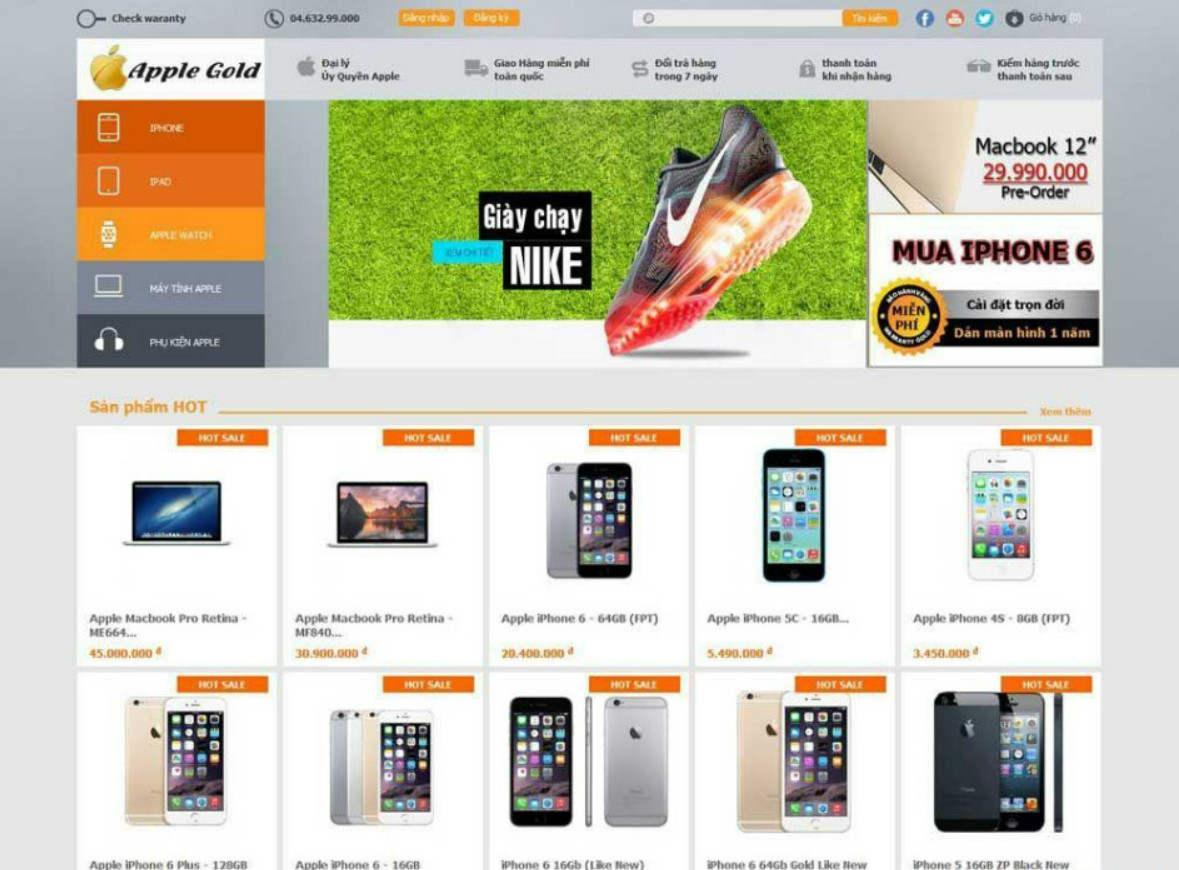 Check waranty
04.632.99.000
Đăng nhập
Đăng ký
Tìm kiếm
Giỏ hàng (0)
Apple Gold
Đại lý
Ủy Quyền Apple
Giao Hàng miễn phí
toàn quốc
Đổi trả hàng
trong 7 ngày
thanh toán
khi nhận hàng
Kiểm hàng trước
thanh toán sau
IPHONE
IPAD
APPLE WATCH
MÁY TÍNH APPLE
PHỤ KIỆN APPLE
Giày chạy
XEM CHI TIẾT
NIKE
Macbook 12”
29.990.000
Pre-Order
MUA IPHONE 6
BẢO HÀNH VÀNG
MIỄN
PHÍ
WARRANTY GOLD
Cài đặt trọn đời
Dán màn hình 1 năm
Sản phẩm HOT
Xem thêm
HOT SALE
HOT SALE
HOT SALE
HOT SALE
HOT SALE
Apple Macbook Pro Retina -
ME664...
45.000.000 đ
Apple Macbook Pro Retina -
MF840...
30.900.000 đ
Apple iPhone 6 - 64GB (FPT)
20.400.000 đ
Apple iPhone 5C - 16GB...
5.490.000 đ
Apple iPhone 4S - 8GB (FPT)
3.450.000 đ
HOT SALE
HOT SALE
HOT SALE
HOT SALE
HOT SALE
Apple iPhone 6 Plus - 128GB
Apple iPhone 6 - 16GB
iPhone 6 16Gb (Like New)
iPhone 6 64Gb Gold Like New
iPhone 5 16GB ZP Black New